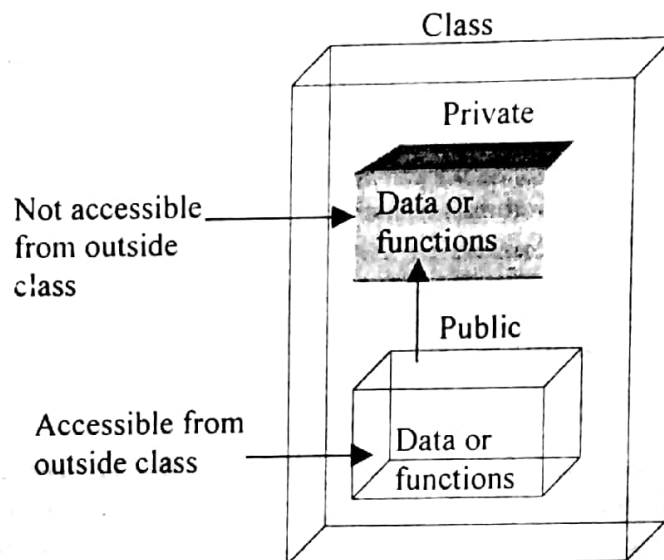 Class
Private
Not accessible
from outside
class
Data or
functions
Public
Accessible from
outside class
Data or
functions